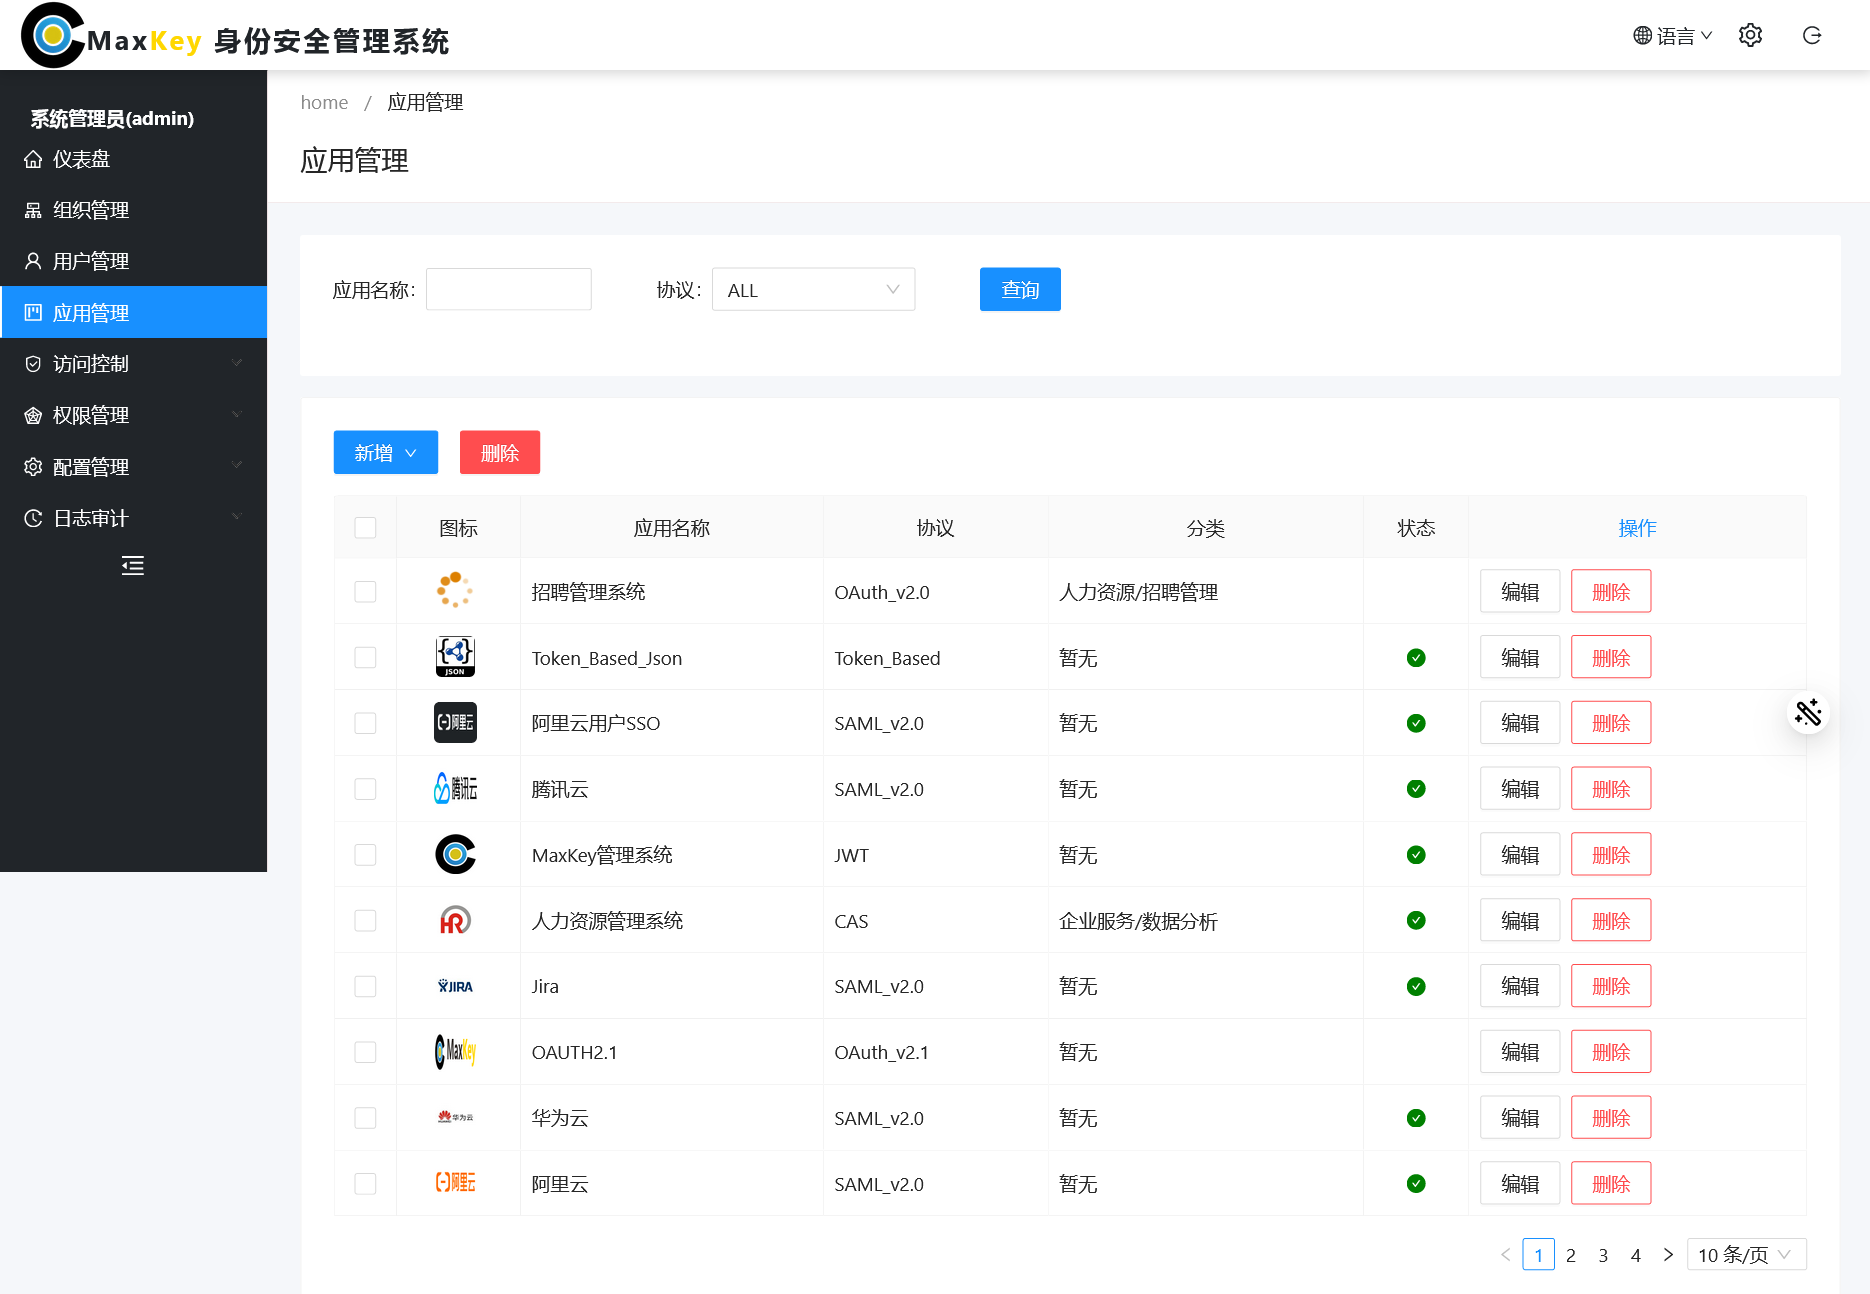 MaxKey 身份安全管理系统
语言
系统管理员(admin)
仪表盘
组织管理
用户管理
应用管理
访问控制
权限管理
配置管理
日志审计
home / 应用管理
应用管理
应用名称: 协议: ALL 查询
新增 删除
图标 应用名称 协议 分类 状态 操作
招聘管理系统 OAuth_v2.0 人力资源/招聘管理 编辑 删除
JSON Token_Based_Json Token_Based 暂无 编辑 删除
阿里云 阿里云用户SSO SAML_v2.0 暂无 编辑 删除
腾讯云 腾讯云 SAML_v2.0 暂无 编辑 删除
MaxKey管理系统 JWT 暂无 编辑 删除
HR 人力资源管理系统 CAS 企业服务/数据分析 编辑 删除
JIRA Jira SAML_v2.0 暂无 编辑 删除
MaxKey OAUTH2.1 OAuth_v2.1 暂无 编辑 删除
华为云 华为云 SAML_v2.0 暂无 编辑 删除
阿里云 阿里云 SAML_v2.0 暂无 编辑 删除
< 1 2 3 4 > 10 条/页